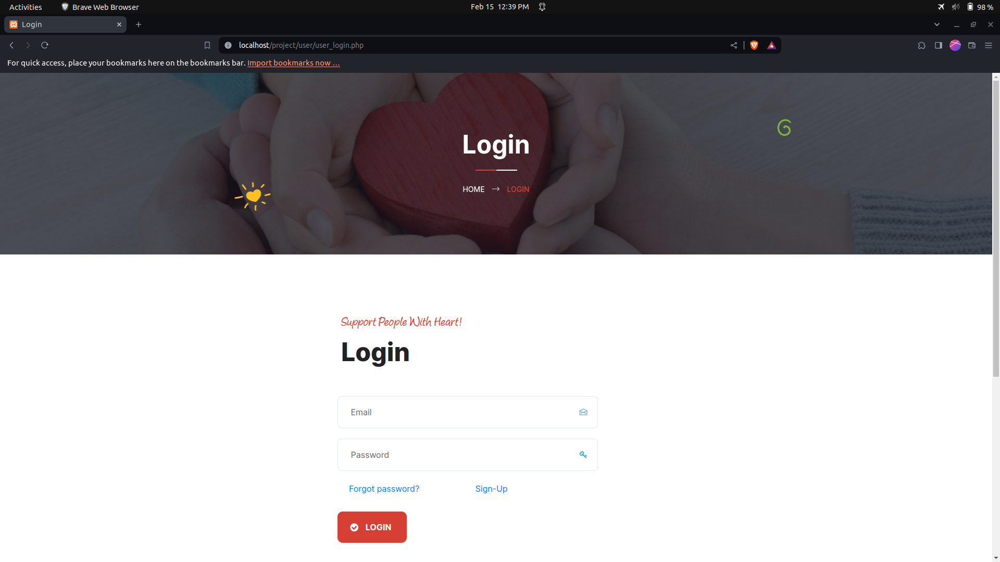 Activities Brave Web Browser Feb 15 12:39 PM 98 %
Login
localhost/project/user/user_login.php
For quick access, place your bookmarks here on the bookmarks bar. Import bookmarks now ...
Login
HOME → LOGIN
Support People With Heart!
Login
Email
Password
Forgot password? Sign-Up
LOGIN